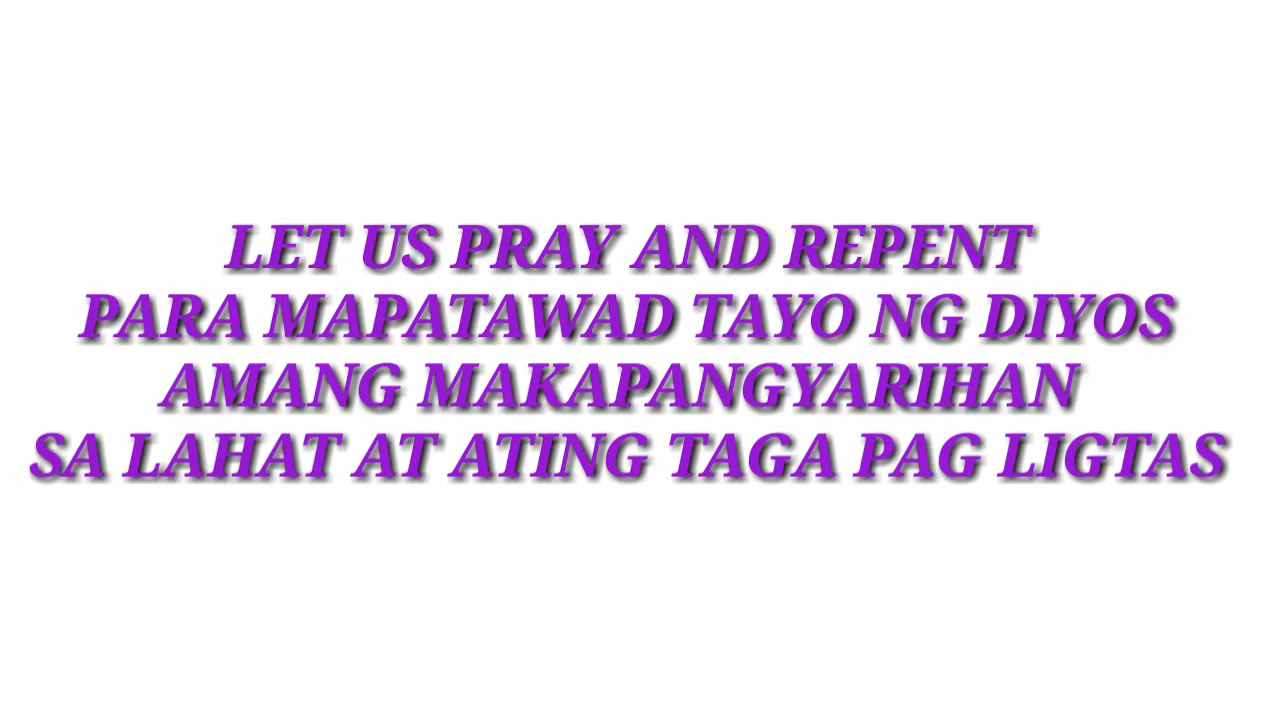 LET US PRAY AND REPENT
PARA MAPATAWAD TAYO NG DIYOS
AMANG MAKAPANGYARIHAN
SA LAHAT AT ATING TAGA PAG LIGTAS